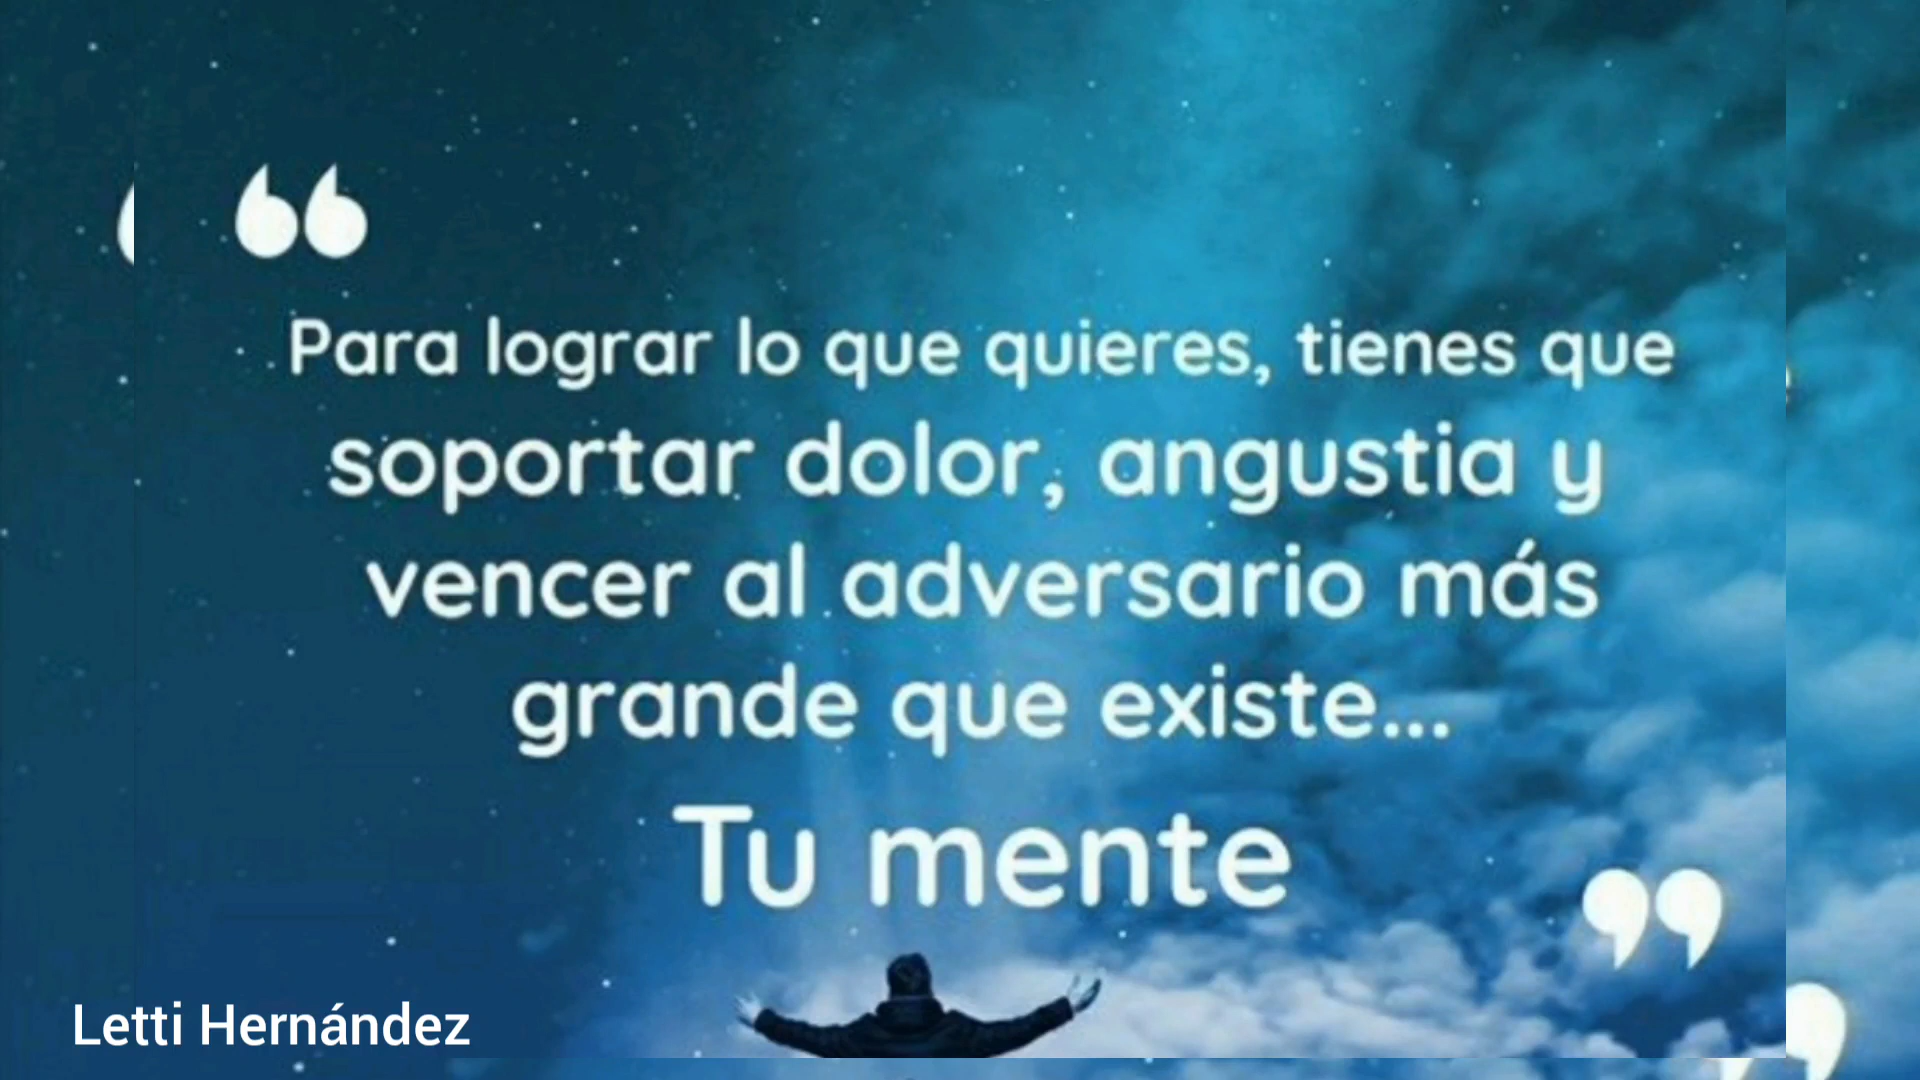 “
Para lograr lo que quieres, tienes que
soportar dolor, angustia y
vencer al adversario más
grande que existe...
Tu mente
”
Letti Hernández